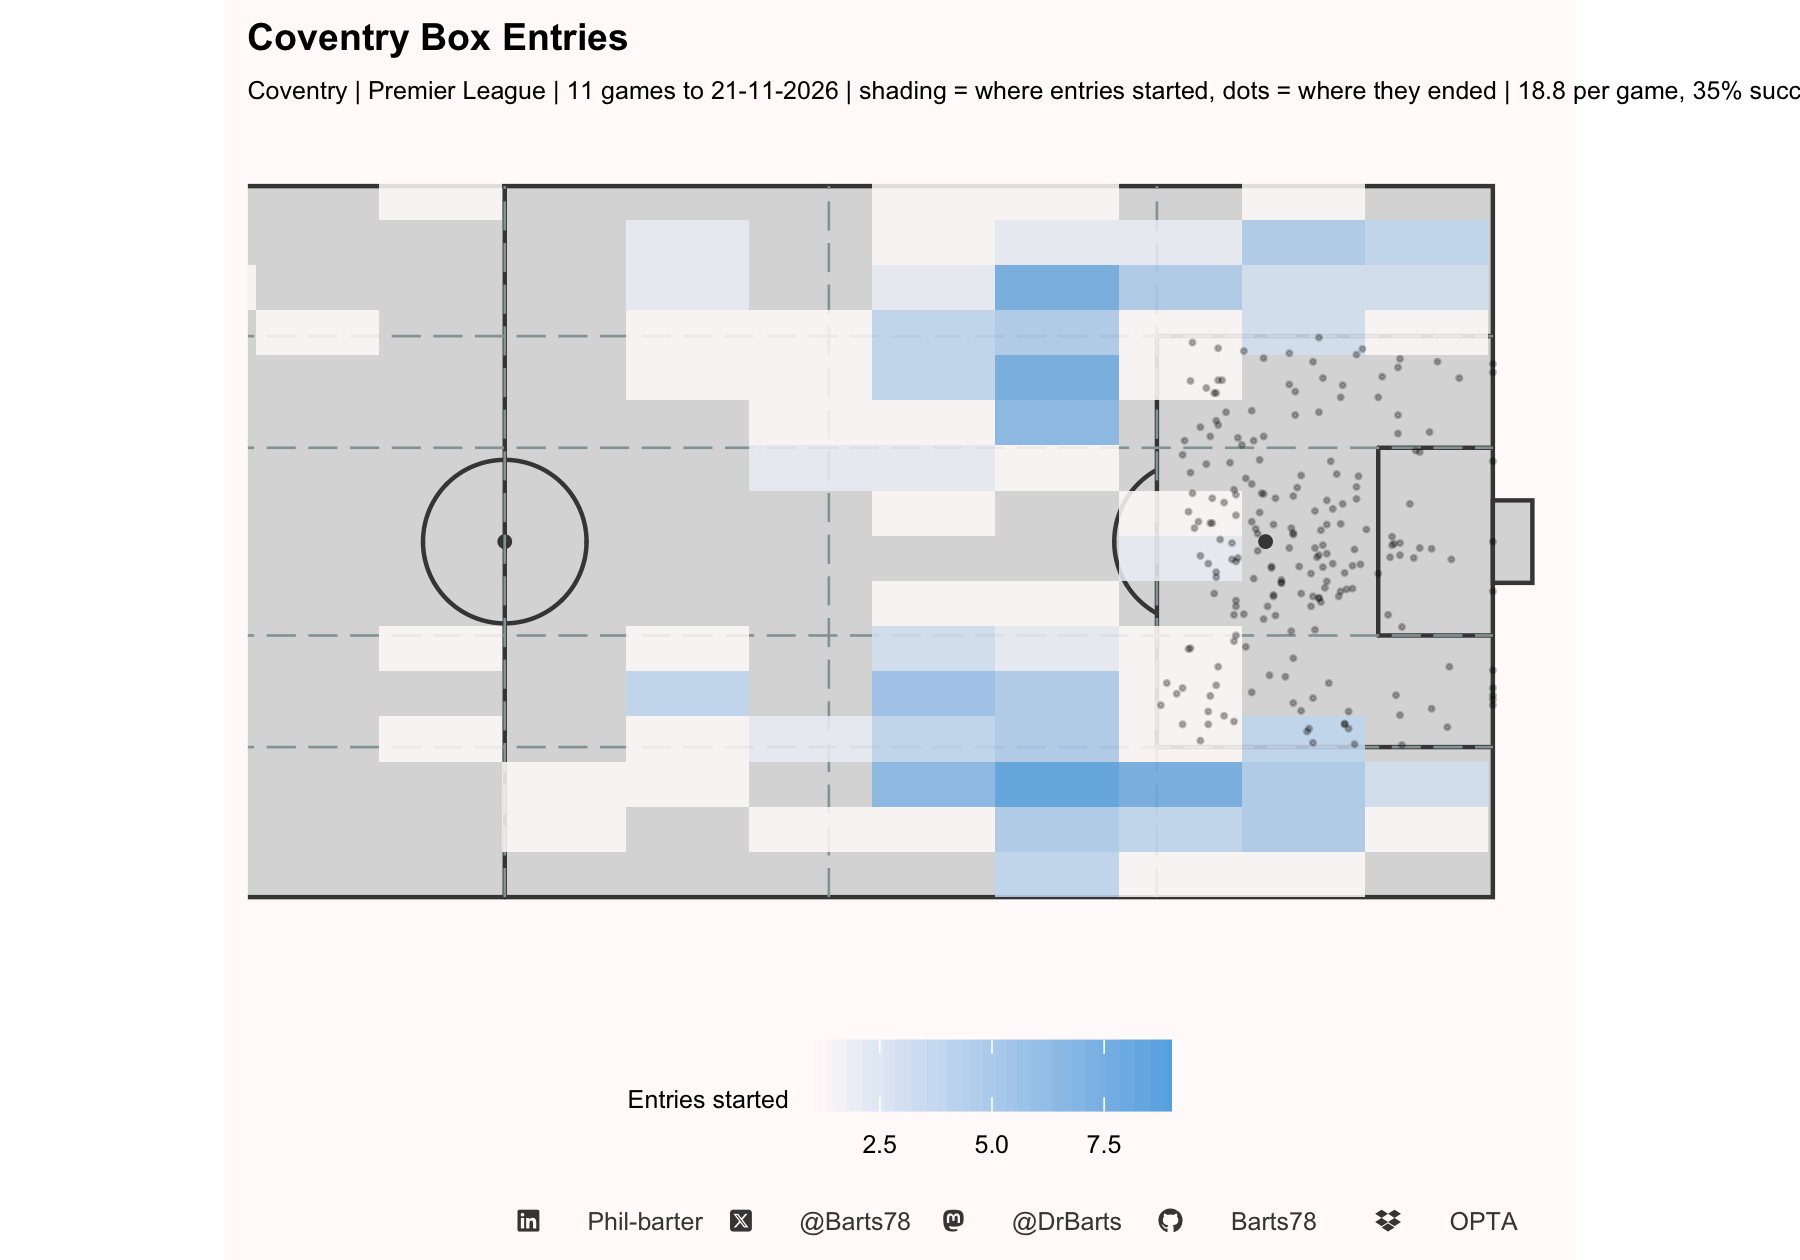 Coventry Box Entries
Coventry | Premier League | 11 games to 21-11-2026 | shading = where entries started, dots = where they ended | 18.8 per game, 35% succ
Entries started
2.5 5.0 7.5
Phil-barter @Barts78 @DrBarts Barts78 OPTA